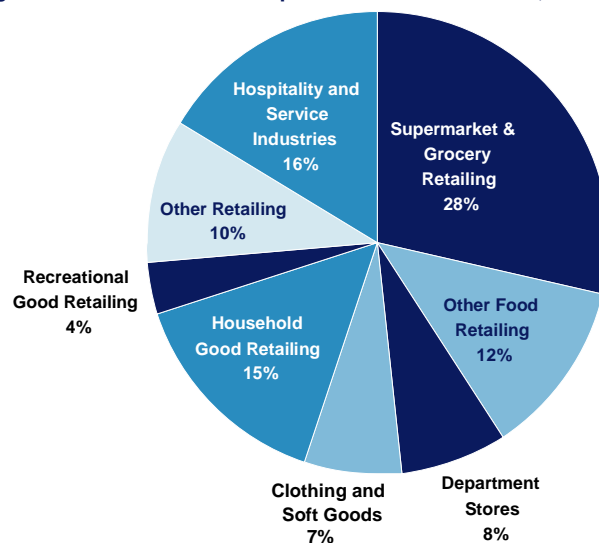 Hospitality and
Service
Industries
16%
Supermarket &
Grocery
Retailing
28%
Other Retailing
10%
Recreational
Good Retailing
4%
Household
Good Retailing
15%
Other Food
Retailing
12%
Clothing and
Soft Goods
7%
Department
Stores
8%